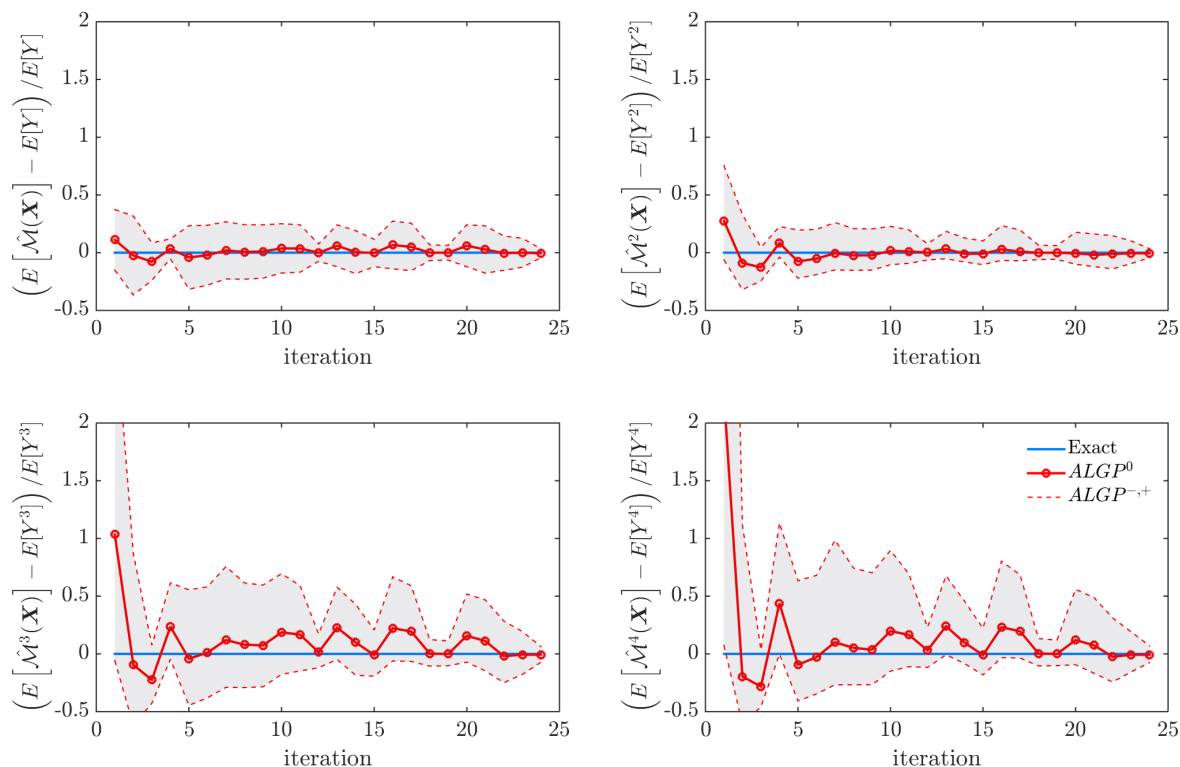 (E [ℳ̂(X)] − E[Y]) /E[Y]
2
1.5
1
0.5
0
-0.5
0 5 10 15 20 25
iteration
(E [ℳ̂²(X)] − E[Y²]) /E[Y²]
2
1.5
1
0.5
0
-0.5
0 5 10 15 20 25
iteration
(E [ℳ̂³(X)] − E[Y³]) /E[Y³]
2
1.5
1
0.5
0
-0.5
0 5 10 15 20 25
iteration
(E [ℳ̂⁴(X)] − E[Y⁴]) /E[Y⁴]
2
1.5
1
0.5
0
-0.5
0 5 10 15 20 25
iteration
Exact
ALGP⁰
ALGP⁻,⁺